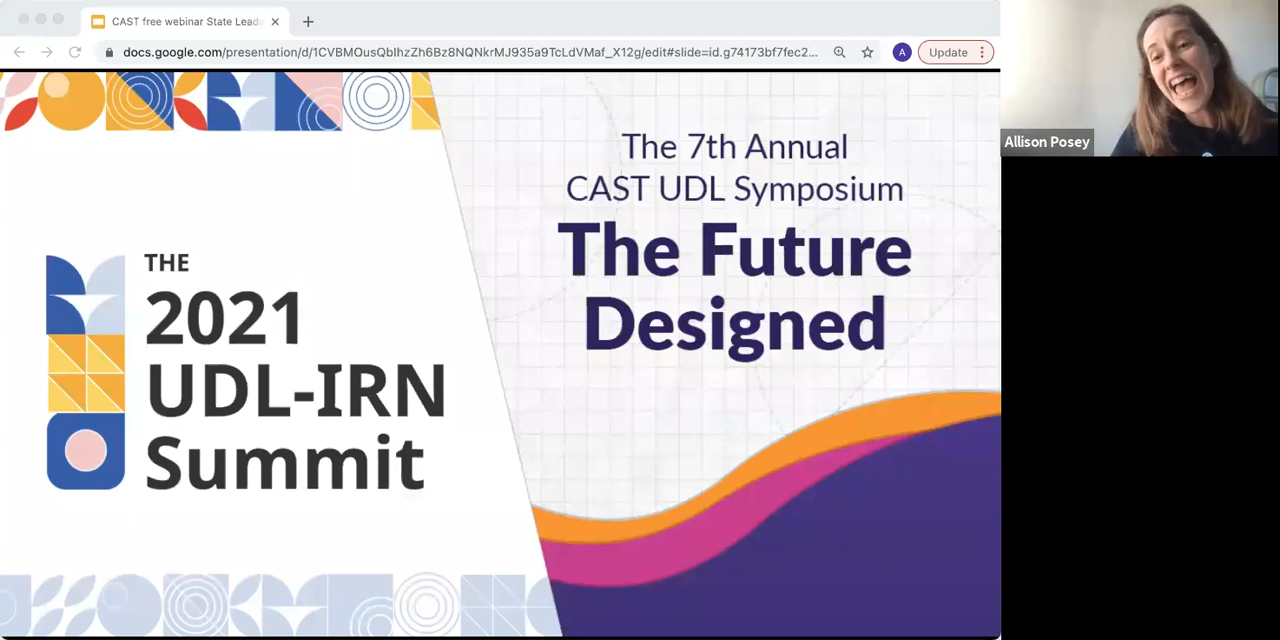 CAST free webinar State Lead
docs.google.com/presentation/d/1CVBMOusQbIhzZh6Bz8NQNkrMJ935a9TcLdVMaf_X12g/edit#slide=id.g74173bf7fec2...
A
Update
Allison Posey
THE
2021
UDL-IRN
Summit
The 7th Annual
CAST UDL Symposium
The Future
Designed